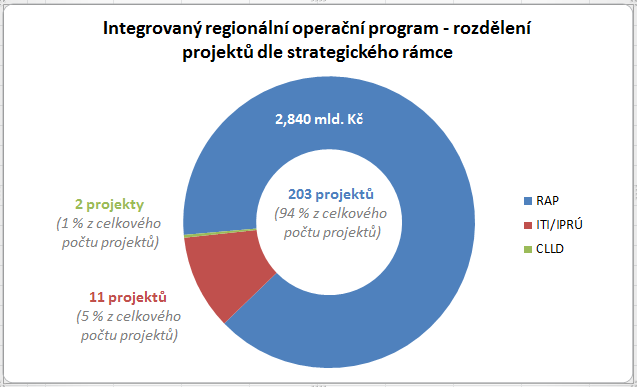 Integrovaný regionální operační program - rozdělení
projektů dle strategického rámce
2,840 mld. Kč
203 projektů
(94 % z celkového
počtu projektů)
2 projekty
(1 % z celkového
počtu projektů)
11 projektů
(5 % z celkového
počtu projektů)
RAP
ITI/IPRÚ
CLLD